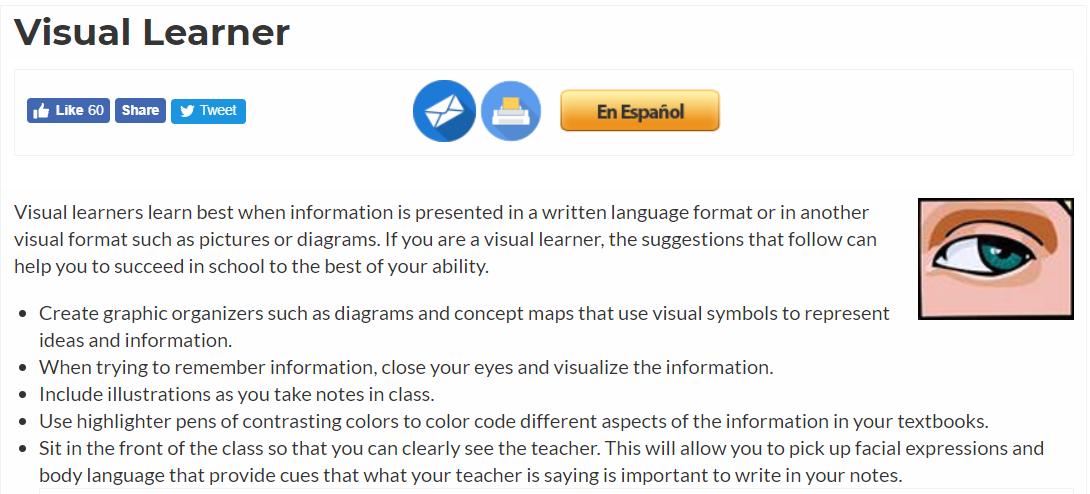 Visual Learner
Like 60 Share Tweet En Español
Visual learners learn best when information is presented in a written language format or in another
visual format such as pictures or diagrams. If you are a visual learner, the suggestions that follow can
help you to succeed in school to the best of your ability.
• Create graphic organizers such as diagrams and concept maps that use visual symbols to represent
ideas and information.
• When trying to remember information, close your eyes and visualize the information.
• Include illustrations as you take notes in class.
• Use highlighter pens of contrasting colors to color code different aspects of the information in your textbooks.
• Sit in the front of the class so that you can clearly see the teacher. This will allow you to pick up facial expressions and
body language that provide cues that what your teacher is saying is important to write in your notes.